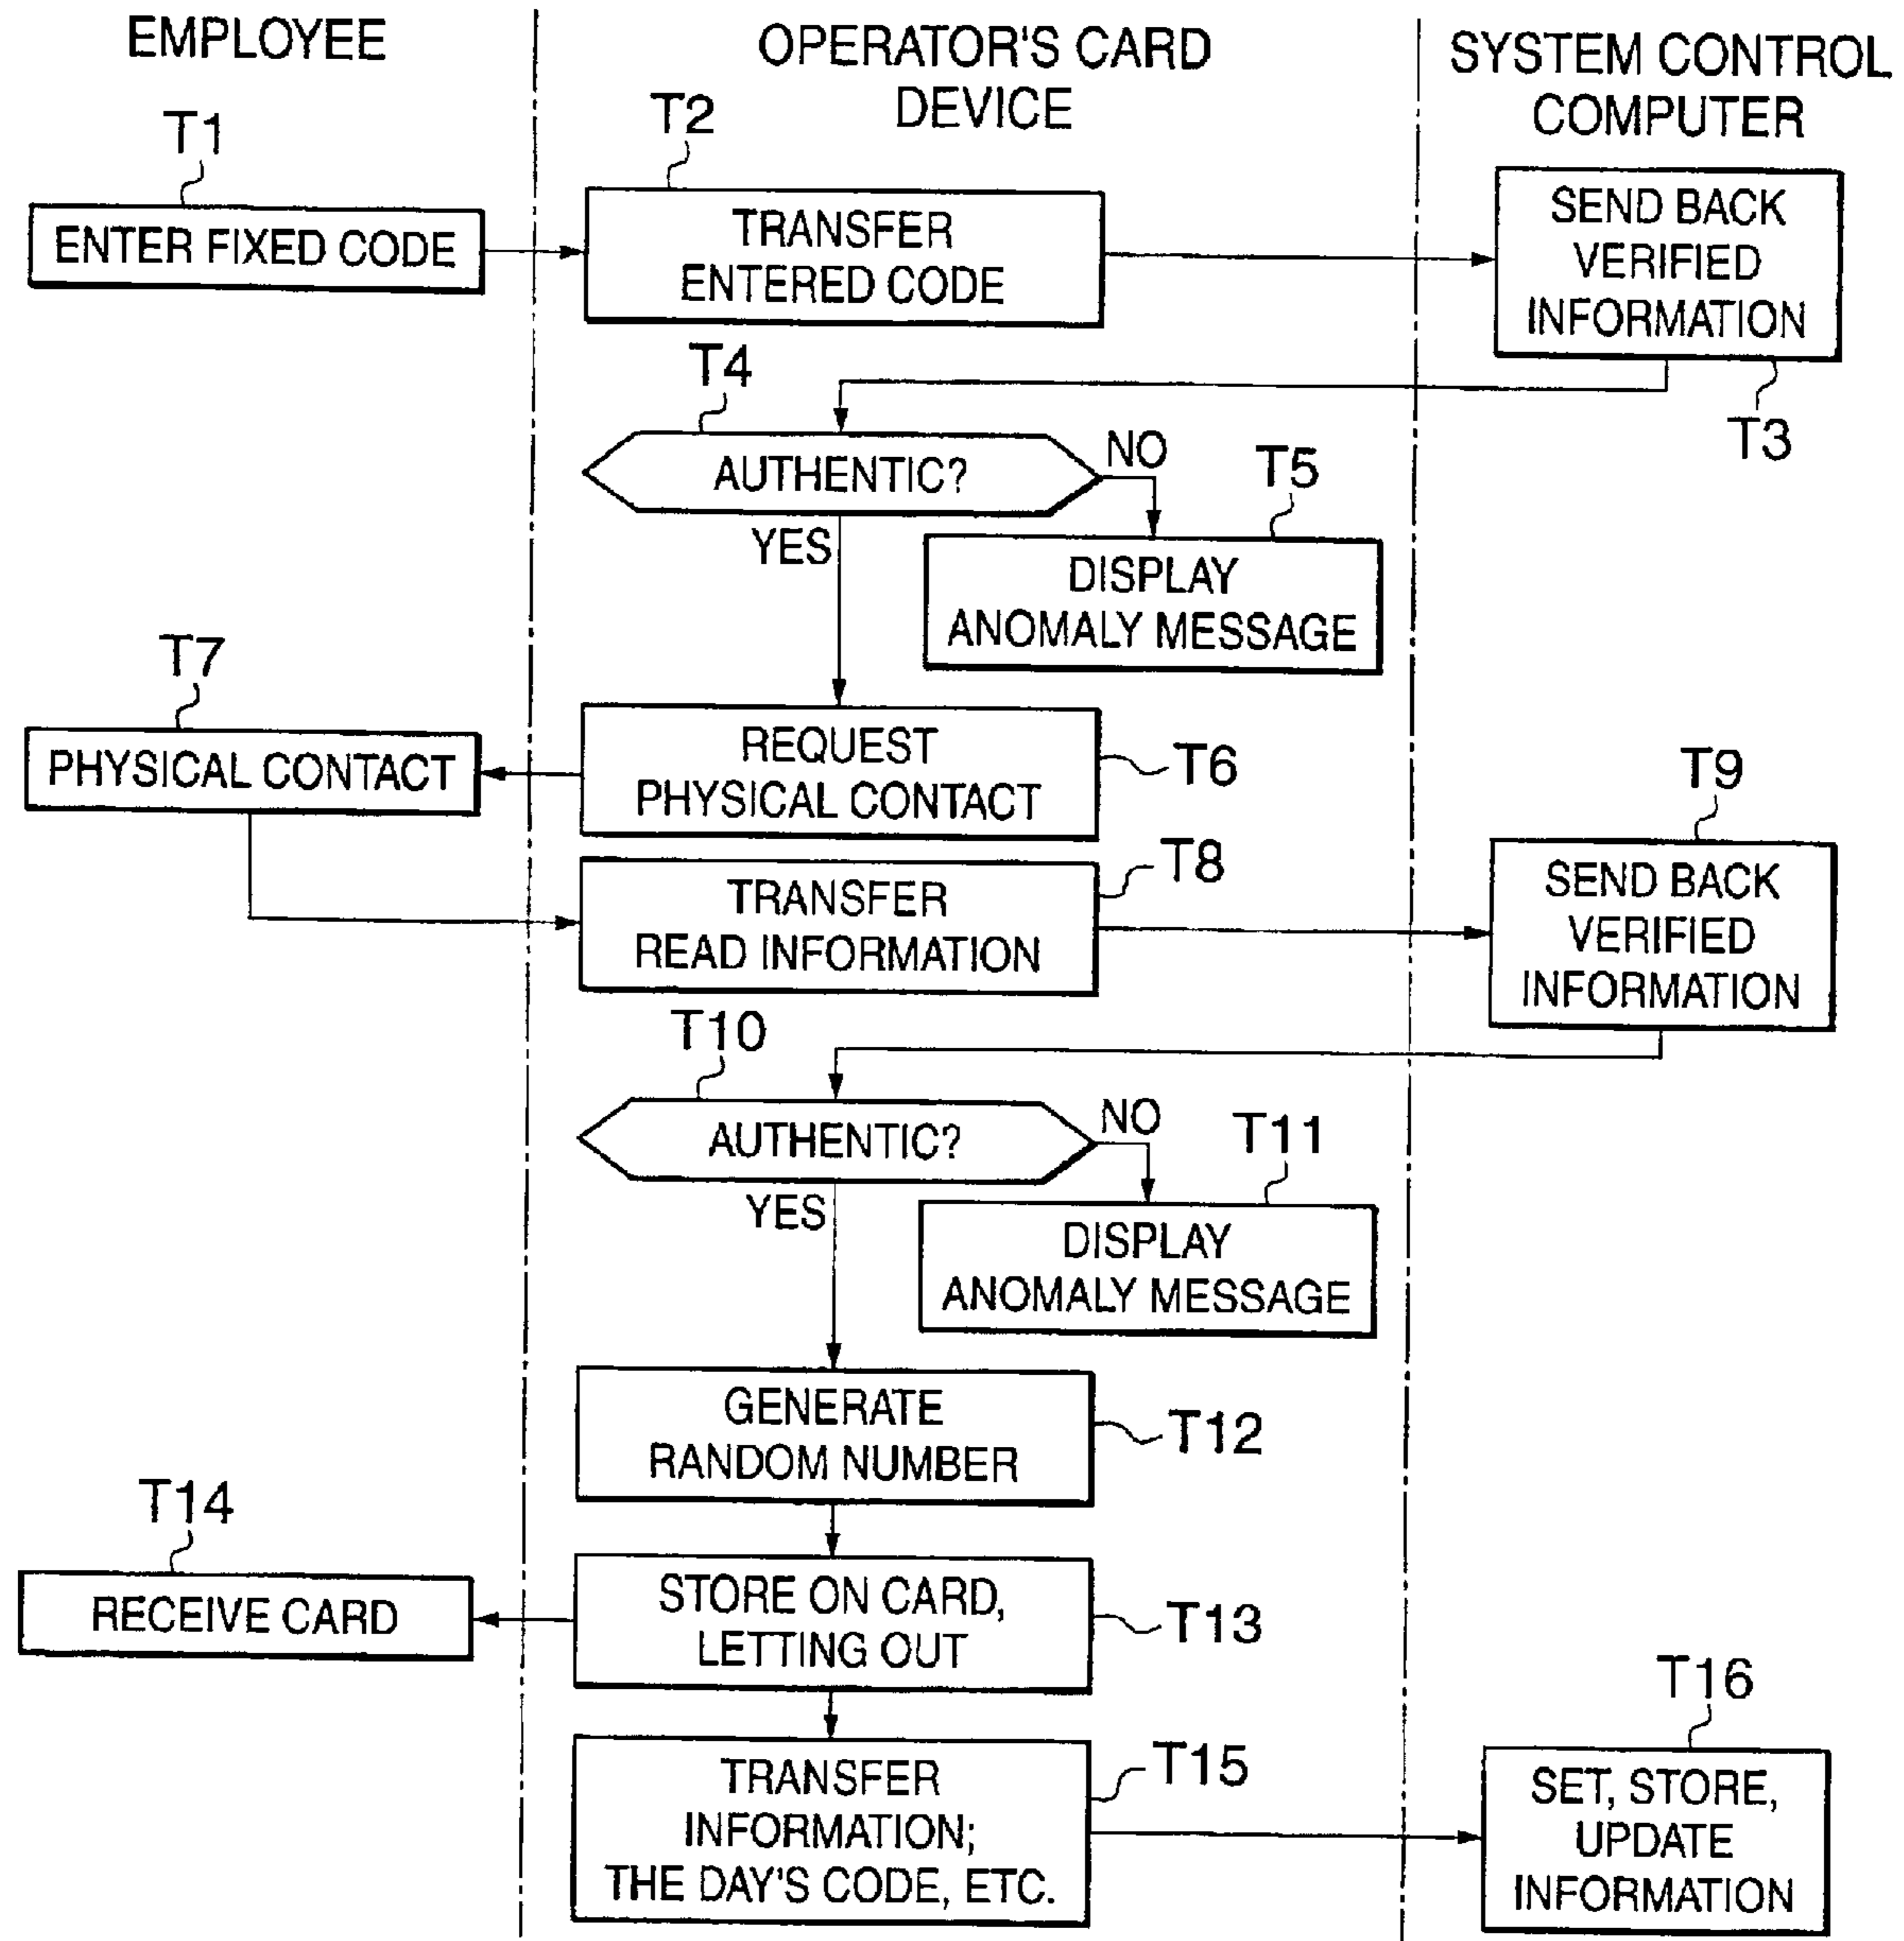 EMPLOYEE
OPERATOR'S CARD
DEVICE
SYSTEM CONTROL
COMPUTER
T1
ENTER FIXED CODE
T2
TRANSFER
ENTERED CODE
SEND BACK
VERIFIED
INFORMATION
T3
T4
AUTHENTIC?
NO
YES
T5
DISPLAY
ANOMALY MESSAGE
T7
PHYSICAL CONTACT
REQUEST
PHYSICAL CONTACT
T6
TRANSFER
READ INFORMATION
T8
T9
SEND BACK
VERIFIED
INFORMATION
T10
AUTHENTIC?
NO
YES
T11
DISPLAY
ANOMALY MESSAGE
GENERATE
RANDOM NUMBER
T12
T14
RECEIVE CARD
STORE ON CARD,
LETTING OUT
T13
TRANSFER
INFORMATION;
THE DAY'S CODE, ETC.
T15
T16
SET, STORE,
UPDATE
INFORMATION